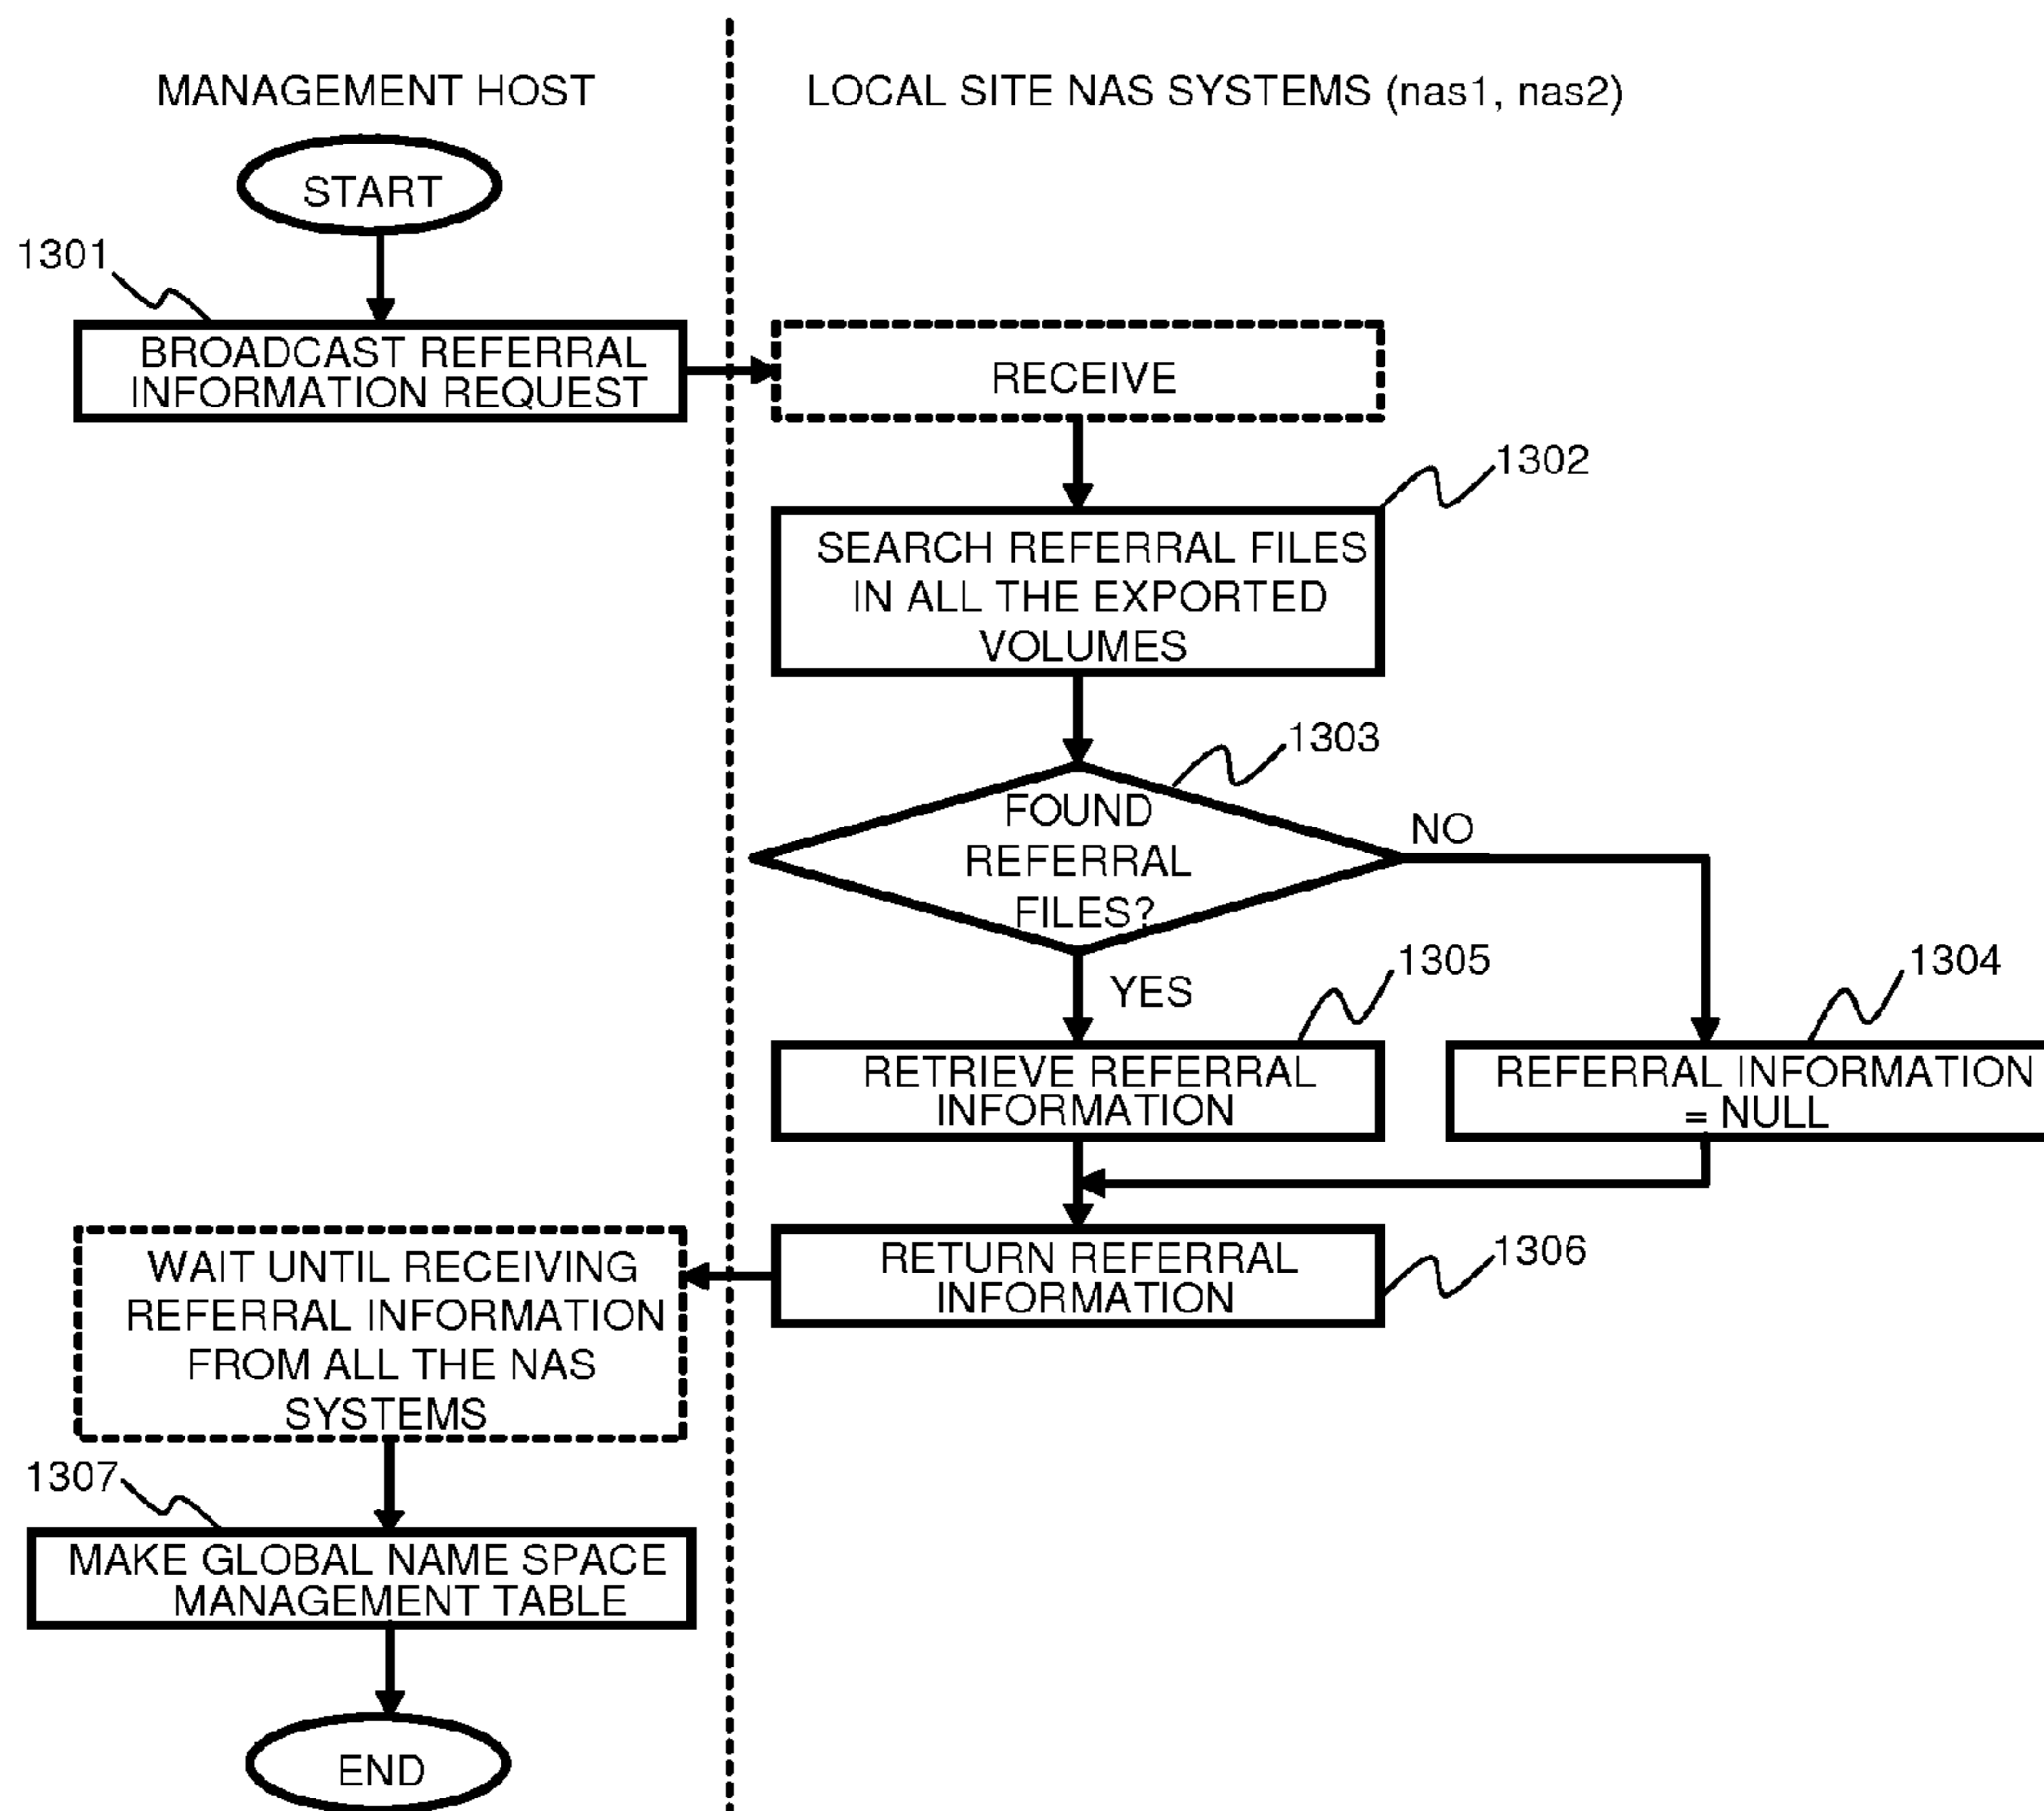 MANAGEMENT HOST
LOCAL SITE NAS SYSTEMS (nas1, nas2)
START
1301
BROADCAST REFERRAL
INFORMATION REQUEST
RECEIVE
1302
SEARCH REFERRAL FILES
IN ALL THE EXPORTED
VOLUMES
1303
FOUND
REFERRAL
FILES?
NO
YES
1305
1304
RETRIEVE REFERRAL
INFORMATION
REFERRAL INFORMATION
= NULL
RETURN REFERRAL
INFORMATION
1306
WAIT UNTIL RECEIVING
REFERRAL INFORMATION
FROM ALL THE NAS
SYSTEMS
1307
MAKE GLOBAL NAME SPACE
MANAGEMENT TABLE
END